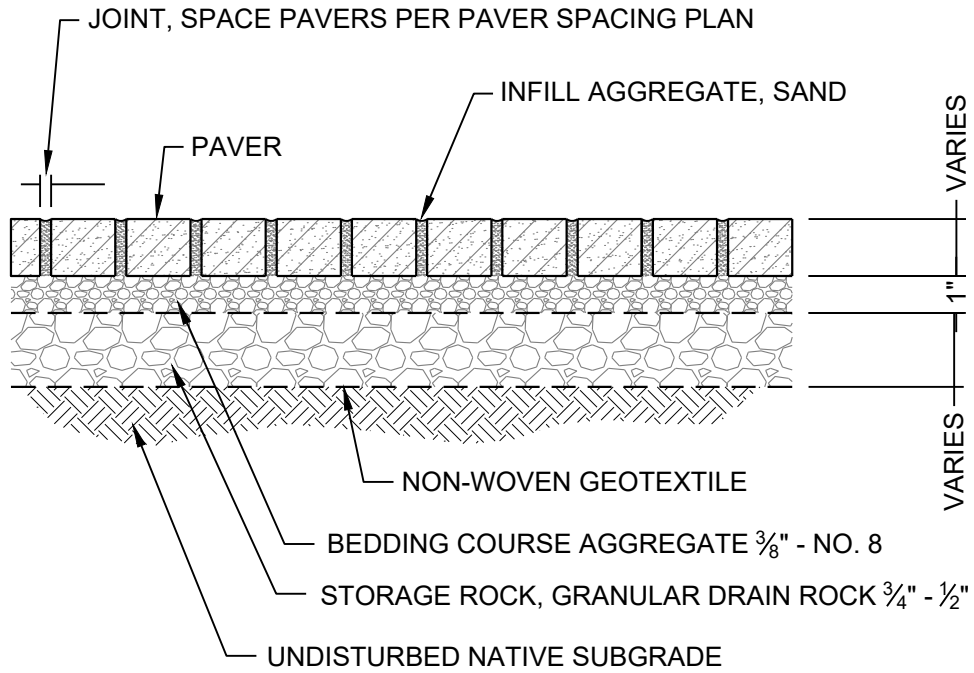 JOINT, SPACE PAVERS PER PAVER SPACING PLAN
INFILL AGGREGATE, SAND
PAVER
VARIES
1"
VARIES
NON-WOVEN GEOTEXTILE
BEDDING COURSE AGGREGATE ⅜" - NO. 8
STORAGE ROCK, GRANULAR DRAIN ROCK ¾" - ½"
UNDISTURBED NATIVE SUBGRADE